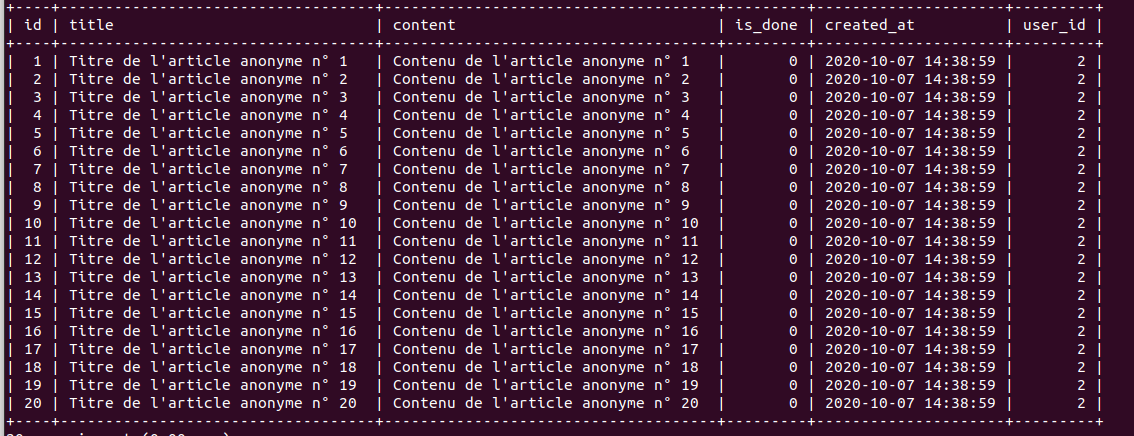 +----+-----------------------------------+-------------------------------------+---------+---------------------+---------+
| id | title                             | content                             | is_done | created_at          | user_id |
+----+-----------------------------------+-------------------------------------+---------+---------------------+---------+
|  1 | Titre de l'article anonyme n° 1   | Contenu de l'article anonyme n° 1   |       0 | 2020-10-07 14:38:59 |       2 |
|  2 | Titre de l'article anonyme n° 2   | Contenu de l'article anonyme n° 2   |       0 | 2020-10-07 14:38:59 |       2 |
|  3 | Titre de l'article anonyme n° 3   | Contenu de l'article anonyme n° 3   |       0 | 2020-10-07 14:38:59 |       2 |
|  4 | Titre de l'article anonyme n° 4   | Contenu de l'article anonyme n° 4   |       0 | 2020-10-07 14:38:59 |       2 |
|  5 | Titre de l'article anonyme n° 5   | Contenu de l'article anonyme n° 5   |       0 | 2020-10-07 14:38:59 |       2 |
|  6 | Titre de l'article anonyme n° 6   | Contenu de l'article anonyme n° 6   |       0 | 2020-10-07 14:38:59 |       2 |
|  7 | Titre de l'article anonyme n° 7   | Contenu de l'article anonyme n° 7   |       0 | 2020-10-07 14:38:59 |       2 |
|  8 | Titre de l'article anonyme n° 8   | Contenu de l'article anonyme n° 8   |       0 | 2020-10-07 14:38:59 |       2 |
|  9 | Titre de l'article anonyme n° 9   | Contenu de l'article anonyme n° 9   |       0 | 2020-10-07 14:38:59 |       2 |
| 10 | Titre de l'article anonyme n° 10  | Contenu de l'article anonyme n° 10  |       0 | 2020-10-07 14:38:59 |       2 |
| 11 | Titre de l'article anonyme n° 11  | Contenu de l'article anonyme n° 11  |       0 | 2020-10-07 14:38:59 |       2 |
| 12 | Titre de l'article anonyme n° 12  | Contenu de l'article anonyme n° 12  |       0 | 2020-10-07 14:38:59 |       2 |
| 13 | Titre de l'article anonyme n° 13  | Contenu de l'article anonyme n° 13  |       0 | 2020-10-07 14:38:59 |       2 |
| 14 | Titre de l'article anonyme n° 14  | Contenu de l'article anonyme n° 14  |       0 | 2020-10-07 14:38:59 |       2 |
| 15 | Titre de l'article anonyme n° 15  | Contenu de l'article anonyme n° 15  |       0 | 2020-10-07 14:38:59 |       2 |
| 16 | Titre de l'article anonyme n° 16  | Contenu de l'article anonyme n° 16  |       0 | 2020-10-07 14:38:59 |       2 |
| 17 | Titre de l'article anonyme n° 17  | Contenu de l'article anonyme n° 17  |       0 | 2020-10-07 14:38:59 |       2 |
| 18 | Titre de l'article anonyme n° 18  | Contenu de l'article anonyme n° 18  |       0 | 2020-10-07 14:38:59 |       2 |
| 19 | Titre de l'article anonyme n° 19  | Contenu de l'article anonyme n° 19  |       0 | 2020-10-07 14:38:59 |       2 |
| 20 | Titre de l'article anonyme n° 20  | Contenu de l'article anonyme n° 20  |       0 | 2020-10-07 14:38:59 |       2 |
+----+-----------------------------------+-------------------------------------+---------+---------------------+---------+